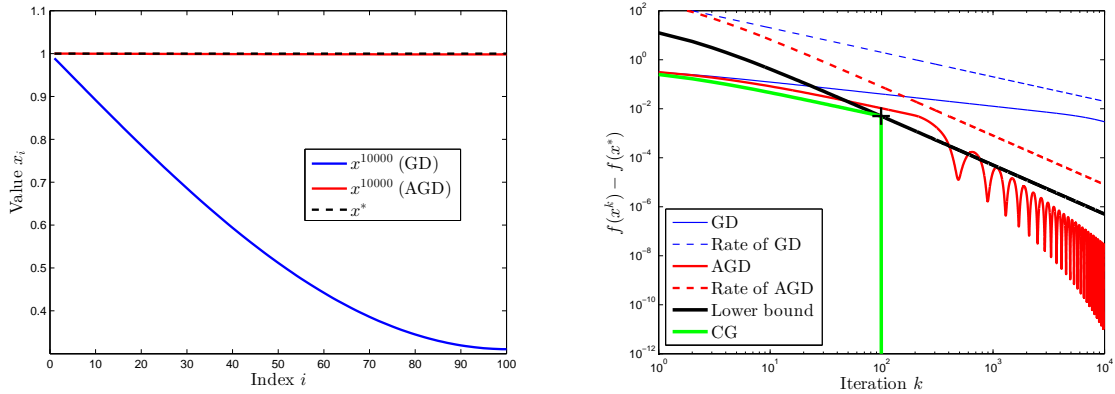 1.1
1
0.9
0.8
0.7
0.6
0.5
0.4
Value x_i
0 10 20 30 40 50 60 70 80 90 100
Index i
x^{10000} (GD)
x^{10000} (AGD)
x^*
10^2
10^0
10^{-2}
10^{-4}
10^{-6}
10^{-8}
10^{-10}
10^{-12}
f(x^k) − f(x^*)
10^0 10^1 10^2 10^3 10^4
Iteration k
GD
Rate of GD
AGD
Rate of AGD
Lower bound
CG